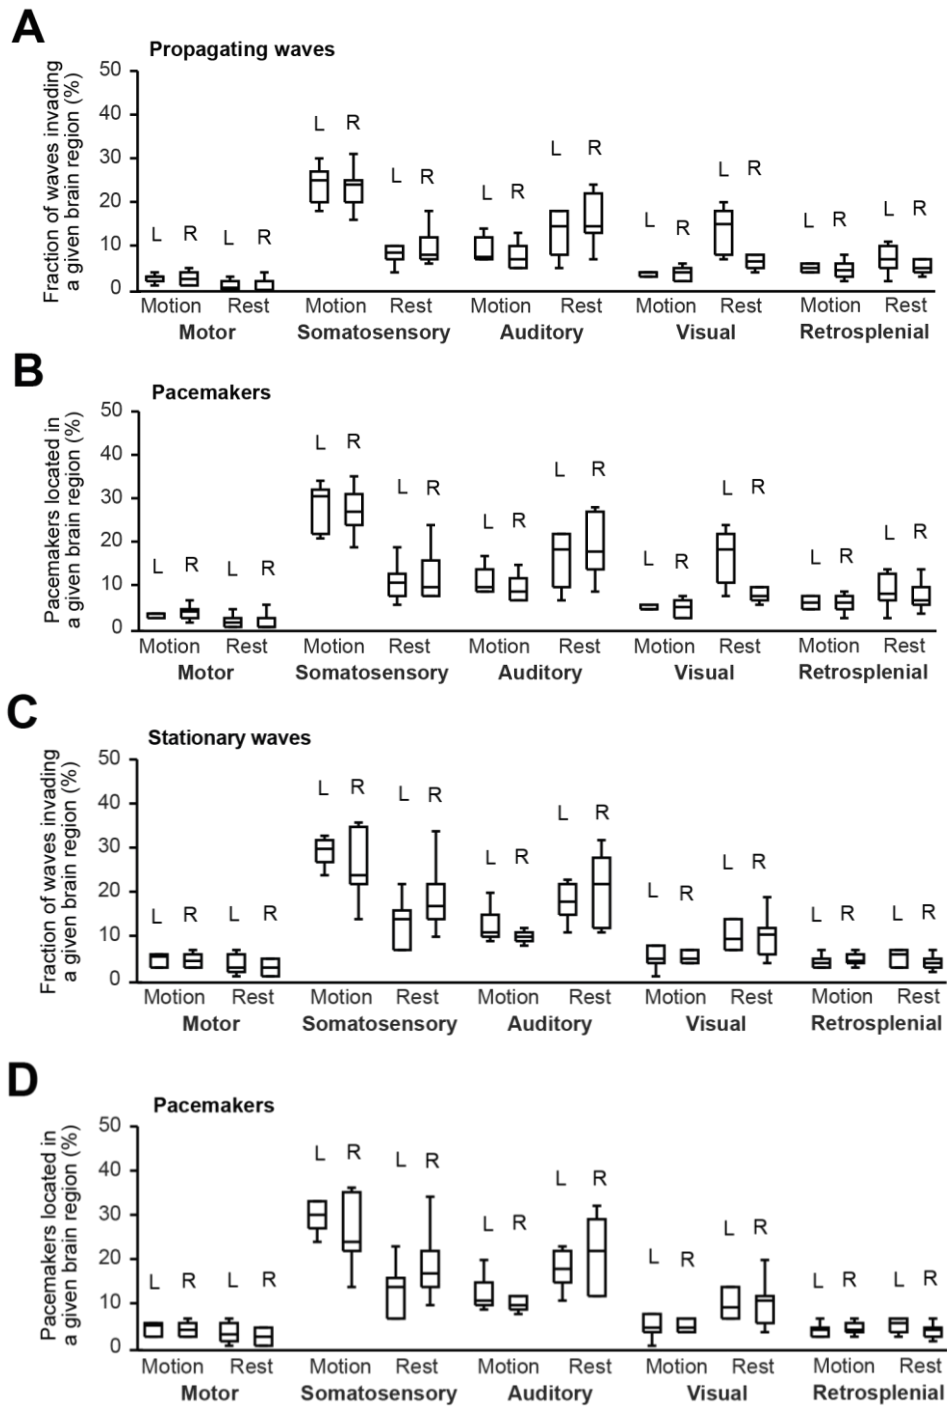 A
Propagating waves
Fraction of waves invading
a given brain region (%)
50
40
30
20
10
0
L R L R L R L R L R L R L R L R L R L R
Motion Rest Motion Rest Motion Rest Motion Rest Motion Rest
Motor Somatosensory Auditory Visual Retrosplenial
B
Pacemakers
Pacemakers located in
a given brain region (%)
50
40
30
20
10
0
L R L R L R L R L R L R L R L R L R L R
Motion Rest Motion Rest Motion Rest Motion Rest Motion Rest
Motor Somatosensory Auditory Visual Retrosplenial
C
Stationary waves
Fraction of waves invading
a given brain region (%)
50
40
30
20
10
0
L R L R L R L R L R L R L R L R L R L R
Motion Rest Motion Rest Motion Rest Motion Rest Motion Rest
Motor Somatosensory Auditory Visual Retrosplenial
D
Pacemakers
Pacemakers located in
a given brain region (%)
50
40
30
20
10
0
L R L R L R L R L R L R L R L R L R L R
Motion Rest Motion Rest Motion Rest Motion Rest Motion Rest
Motor Somatosensory Auditory Visual Retrosplenial